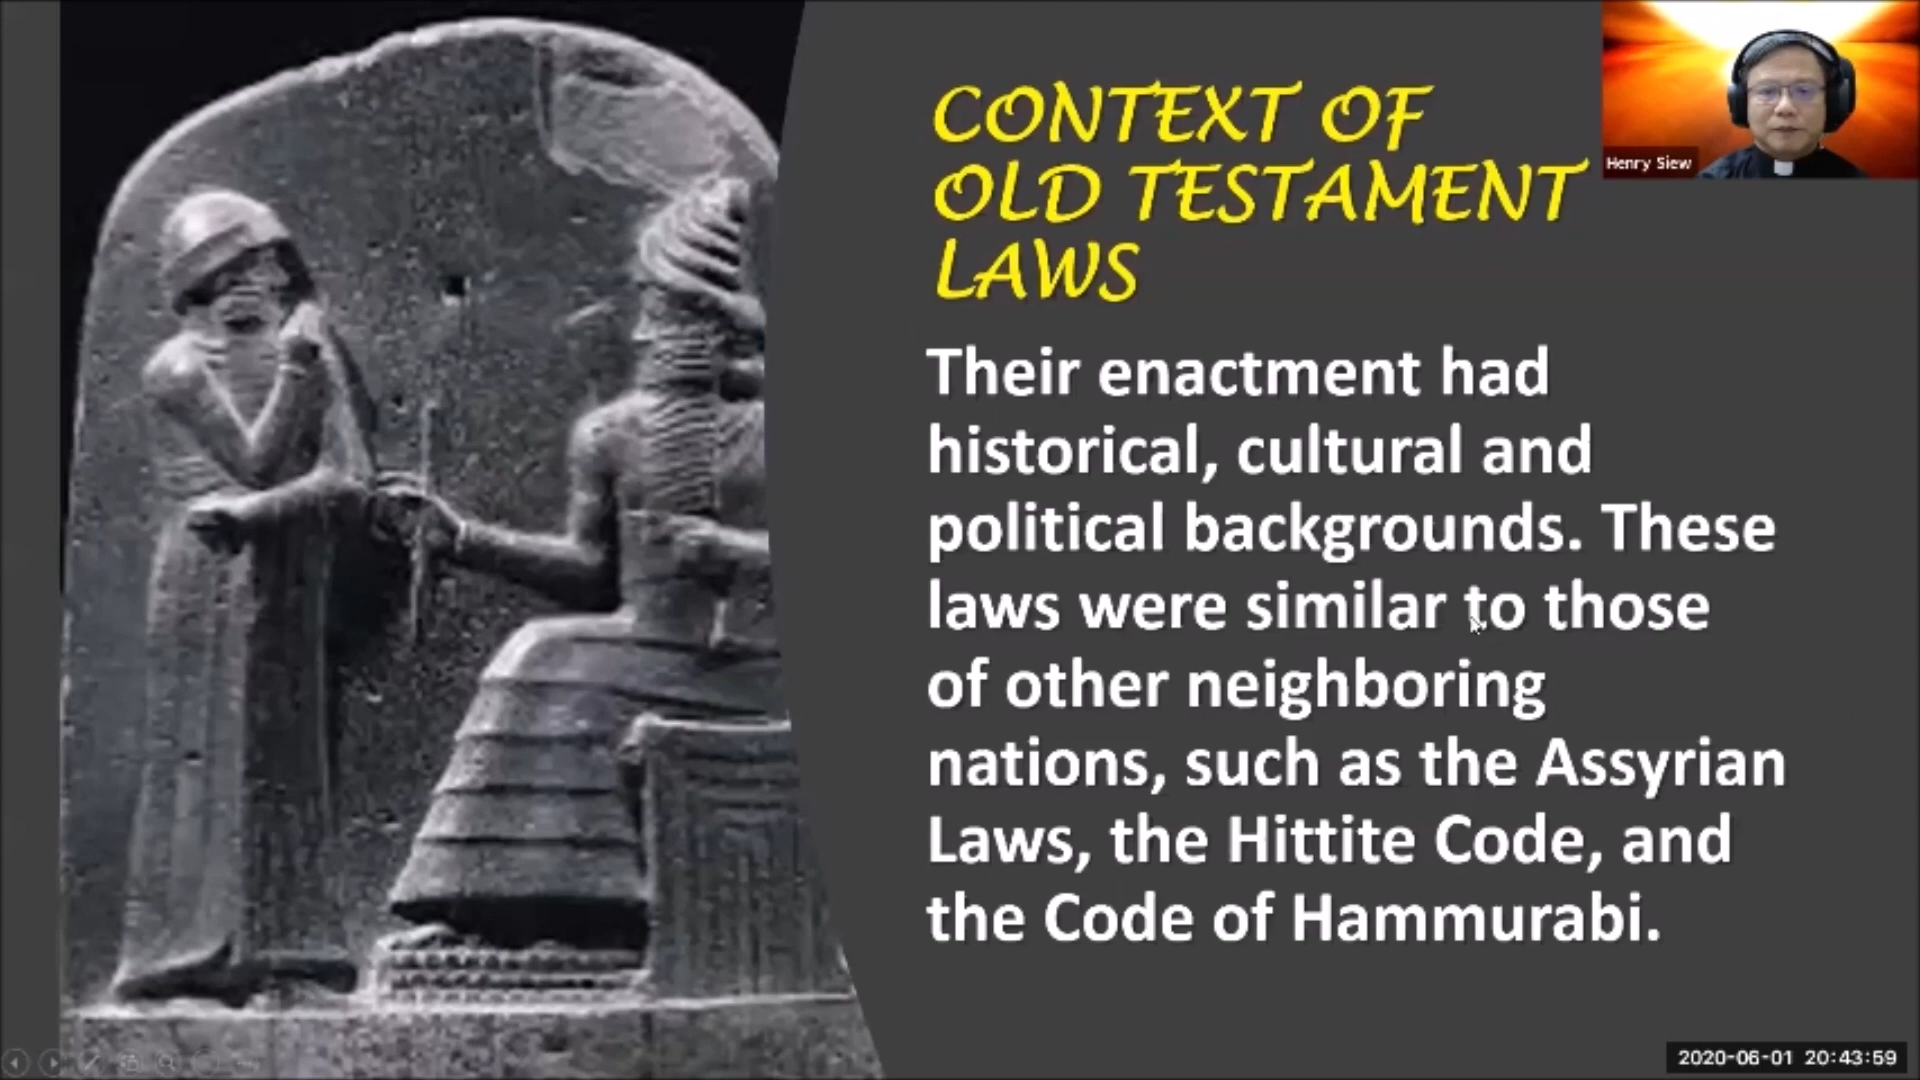 CONTEXT OF
OLD TESTAMENT
LAWS
Henry Siew
Their enactment had
historical, cultural and
political backgrounds. These
laws were similar to those
of other neighboring
nations, such as the Assyrian
Laws, the Hittite Code, and
the Code of Hammurabi.
2020-06-01 20:43:59